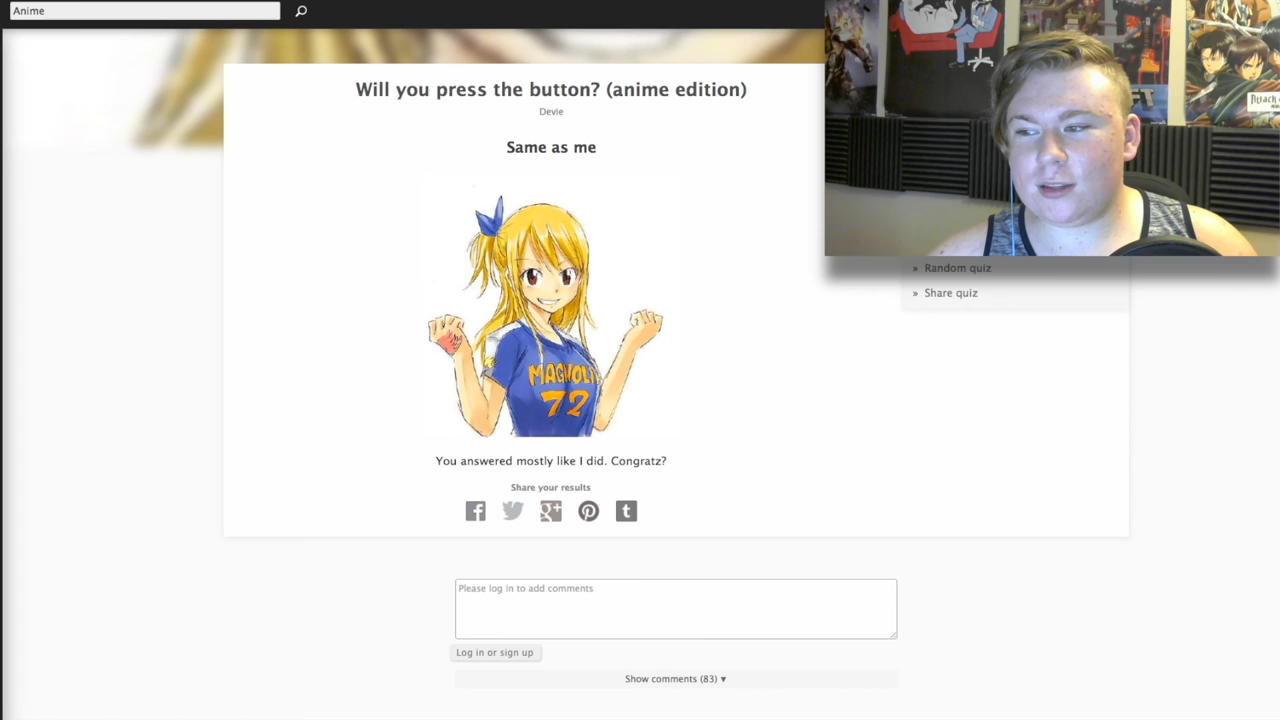 Anime
Will you press the button? (anime edition)
Devie
Same as me
MAGNOLI
72
You answered mostly like I did. Congratz?
Share your results
Please log in to add comments
Log in or sign up
Show comments (83) ▾
» Random quiz
» Share quiz
Attack